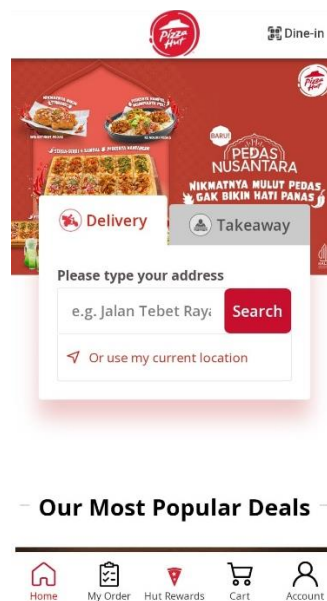 Pizza
Hut
Dine-in
BARU!
PEDAS
NUSANTARA
NIKMATNYA MULUT PEDAS
GAK BIKIN HATI PANAS
Delivery
Takeaway
Please type your address
e.g. Jalan Tebet Raya
Search
Or use my current location
Our Most Popular Deals
Home
My Order
Hut Rewards
Cart
Account